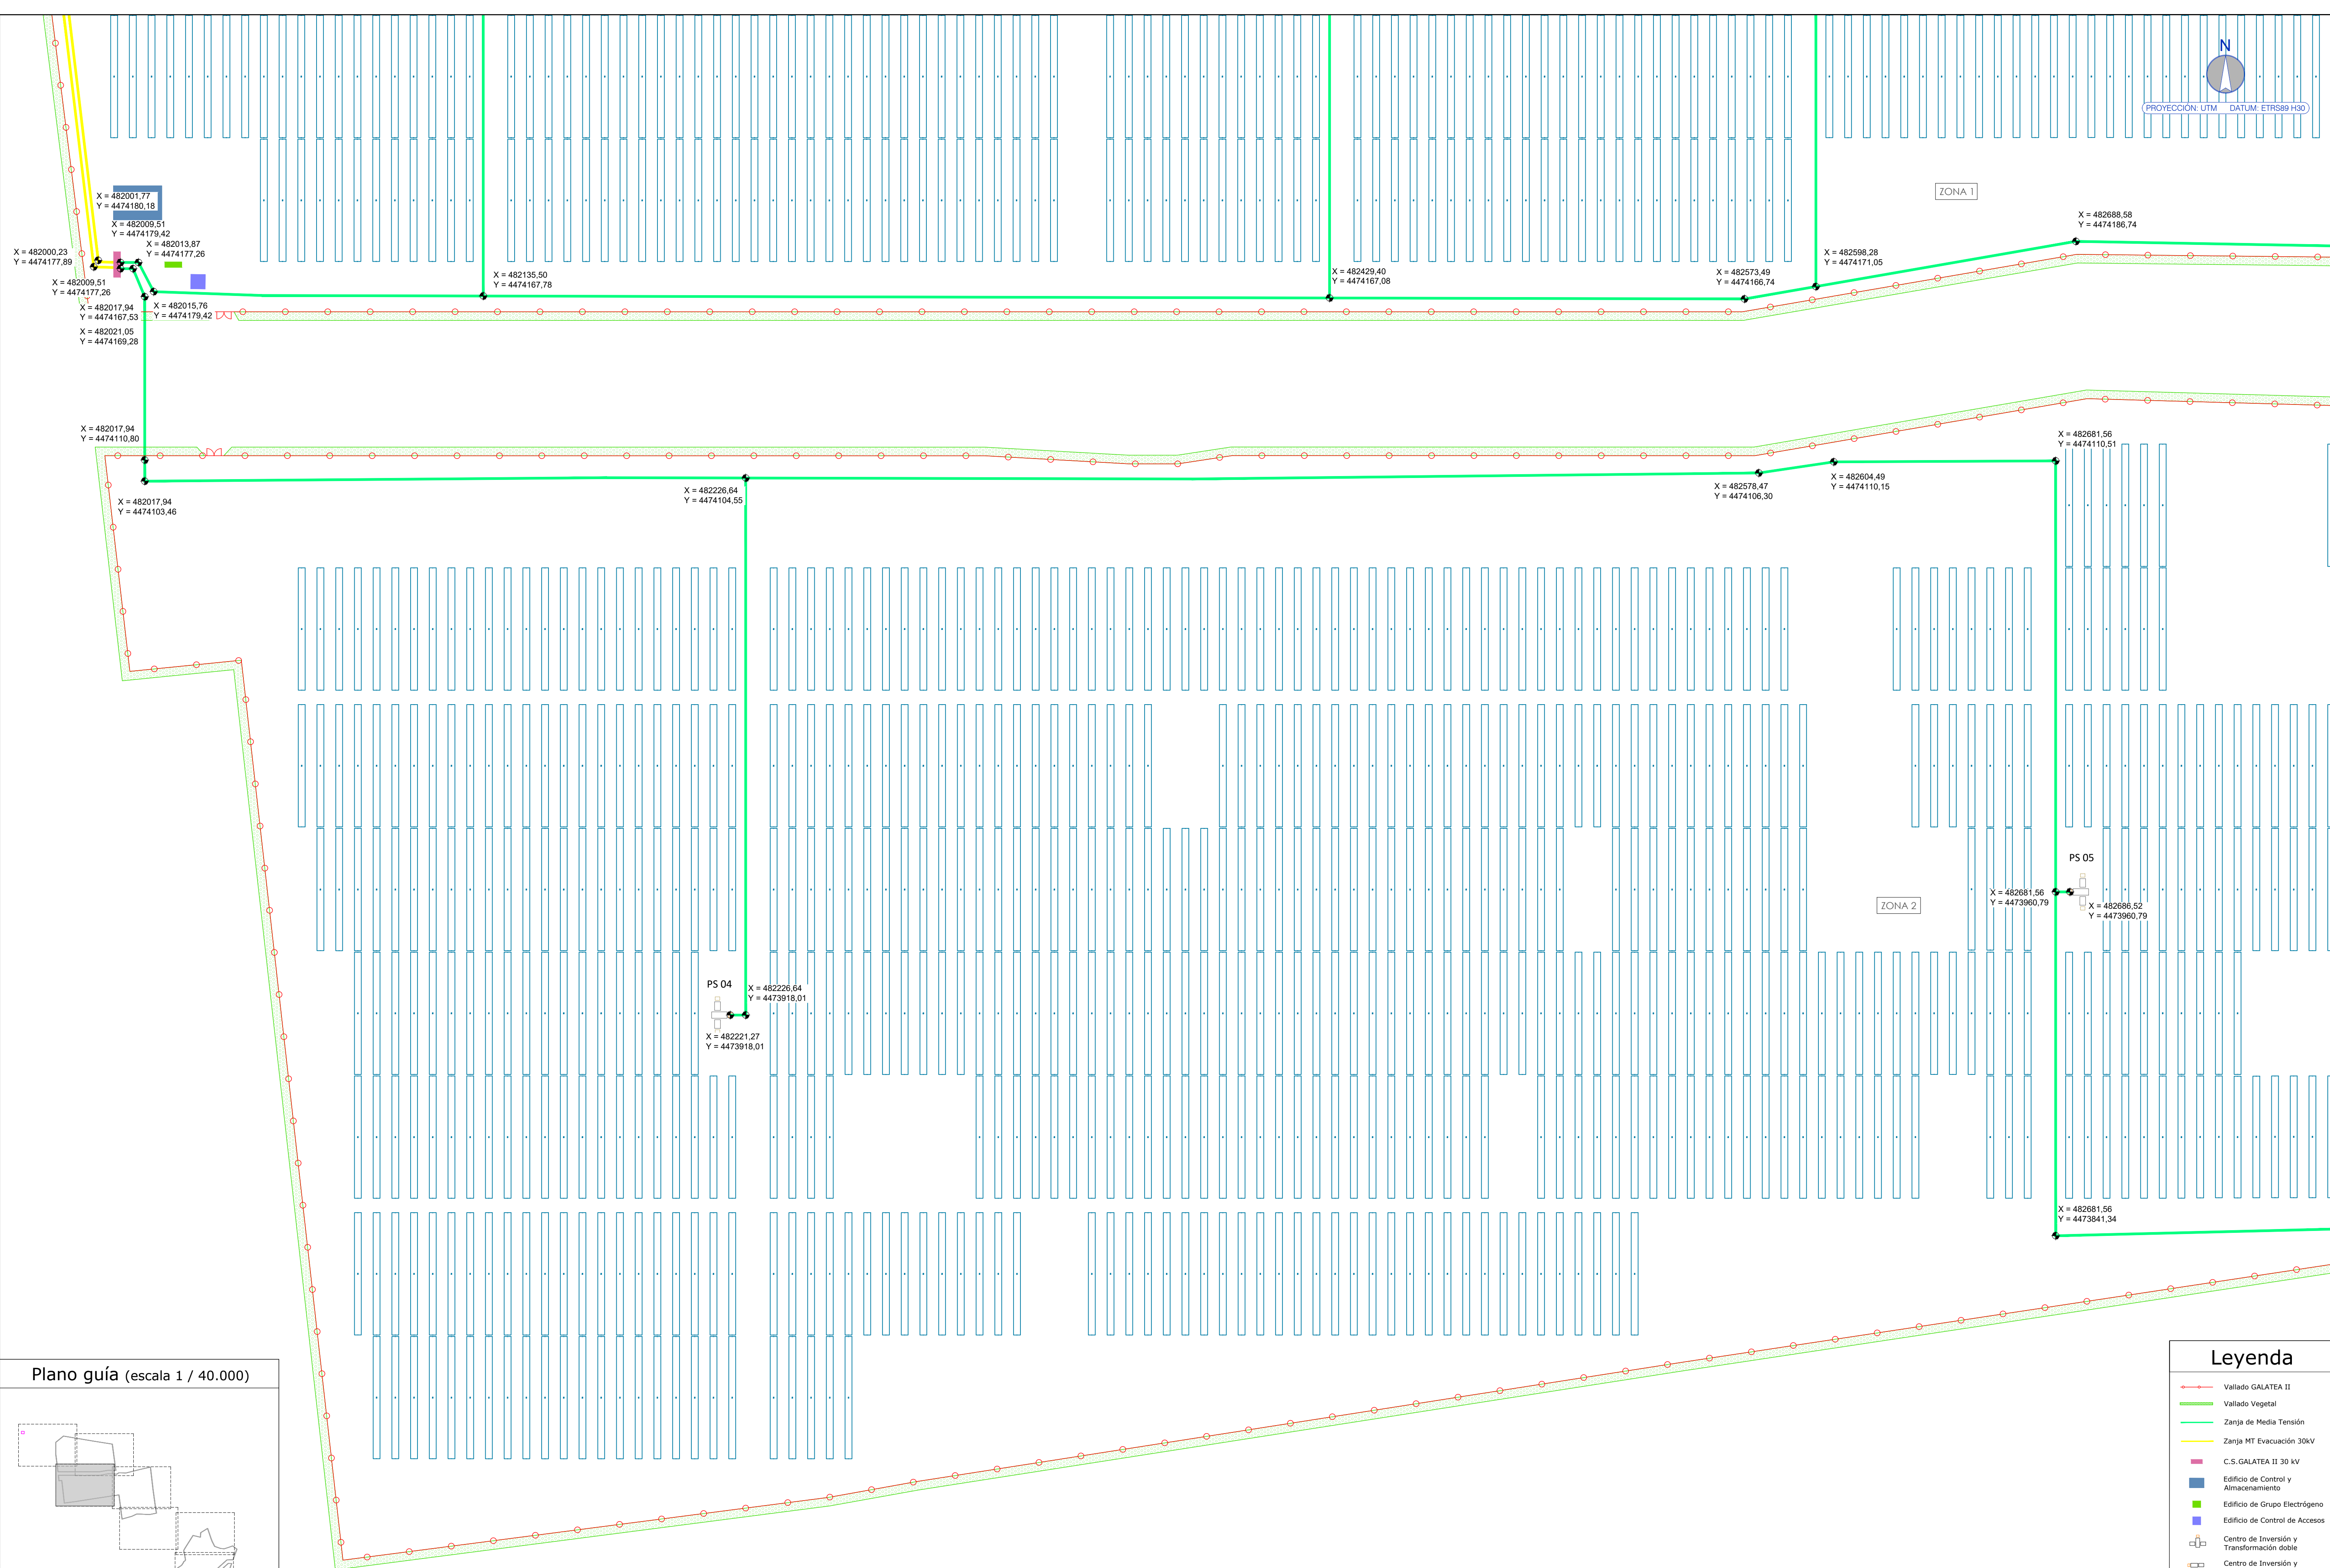 N
PROYECCIÓN: UTM DATUM: ETRS89 H30
ZONA 1
X = 482001,77
Y = 4474180,18
X = 482009,51
Y = 4474179,42
X = 482013,87
Y = 4474177,26
X = 482000,23
Y = 4474177,89
X = 482009,51
Y = 4474177,26
X = 482017,94
Y = 4474167,53
X = 482015,76
Y = 4474179,42
X = 482021,05
Y = 4474169,28
X = 482135,50
Y = 4474167,78
X = 482429,40
Y = 4474167,08
X = 482573,49
Y = 4474166,74
X = 482598,28
Y = 4474171,05
X = 482688,58
Y = 4474186,74
X = 482017,94
Y = 4474110,80
X = 482017,94
Y = 4474103,46
X = 482226,64
Y = 4474104,55
X = 482578,47
Y = 4474106,30
X = 482604,49
Y = 4474110,15
X = 482681,56
Y = 4474110,51
PS 05
X = 482681,56
Y = 4473960,79
X = 482686,52
Y = 4473960,79
ZONA 2
PS 04
X = 482226,64
Y = 4473918,01
X = 482221,27
Y = 4473918,01
X = 482681,56
Y = 4473841,34
Plano guía (escala 1 / 40.000)
Leyenda
Vallado GALATEA II
Vallado Vegetal
Zanja de Media Tensión
Zanja MT Evacuación 30kV
C.S.GALATEA II 30 kV
Edificio de Control y
Almacenamiento
Edificio de Grupo Electrógeno
Edificio de Control de Accesos
Centro de Inversión y
Transformación doble
Centro de Inversión y